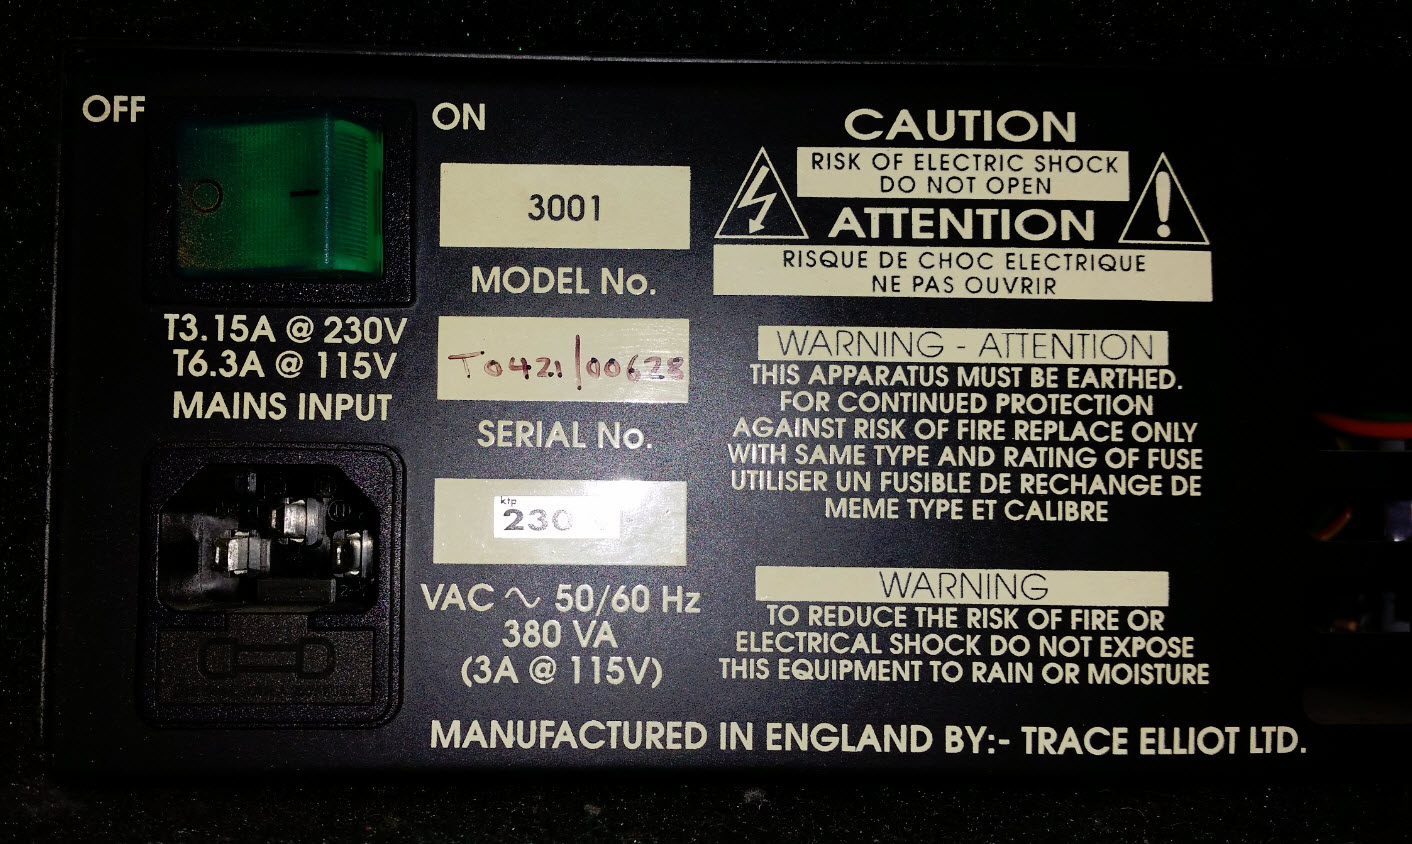 OFF
ON
3001
MODEL No.
T3.15A @ 230V
T6.3A @ 115V
MAINS INPUT
T0421/00628
SERIAL No.
ktp
230 V
VAC ~ 50/60 Hz
380 VA
(3A @ 115V)
CAUTION
RISK OF ELECTRIC SHOCK
DO NOT OPEN
ATTENTION
RISQUE DE CHOC ELECTRIQUE
NE PAS OUVRIR
WARNING - ATTENTION
THIS APPARATUS MUST BE EARTHED.
FOR CONTINUED PROTECTION
AGAINST RISK OF FIRE REPLACE ONLY
WITH SAME TYPE AND RATING OF FUSE
UTILISER UN FUSIBLE DE RECHANGE DE
MEME TYPE ET CALIBRE
WARNING
TO REDUCE THE RISK OF FIRE OR
ELECTRICAL SHOCK DO NOT EXPOSE
THIS EQUIPMENT TO RAIN OR MOISTURE
MANUFACTURED IN ENGLAND BY:- TRACE ELLIOT LTD.